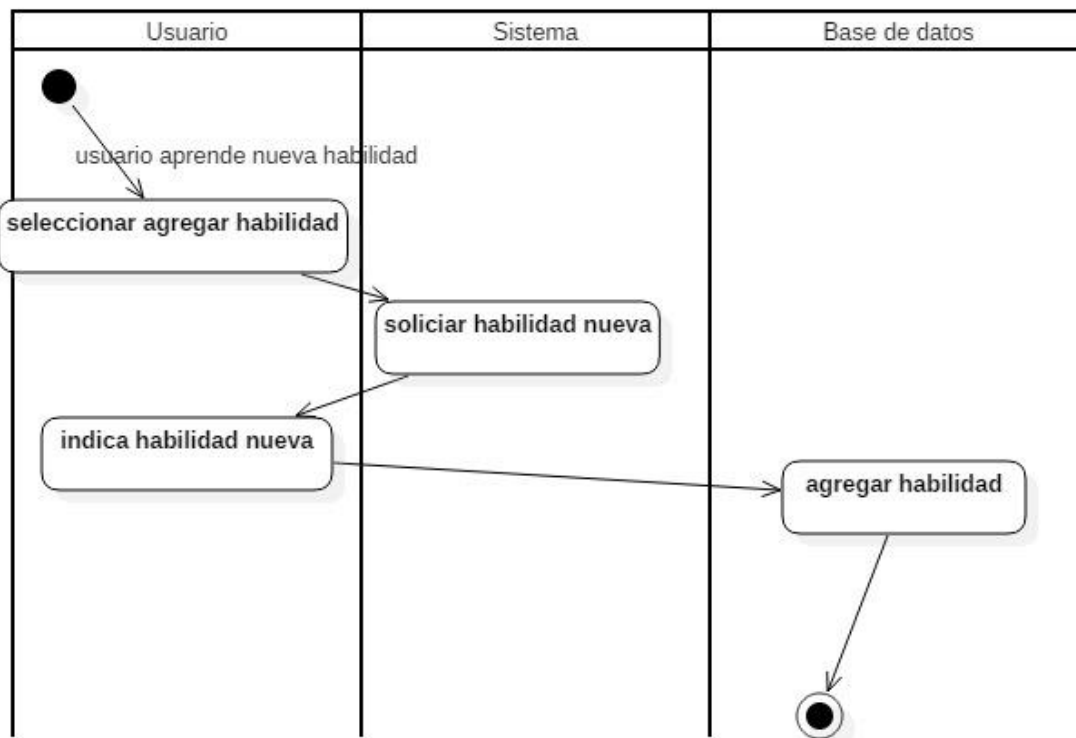 Usuario
Sistema
Base de datos
usuario aprende nueva habilidad
seleccionar agregar habilidad
soliciar habilidad nueva
indica habilidad nueva
agregar habilidad